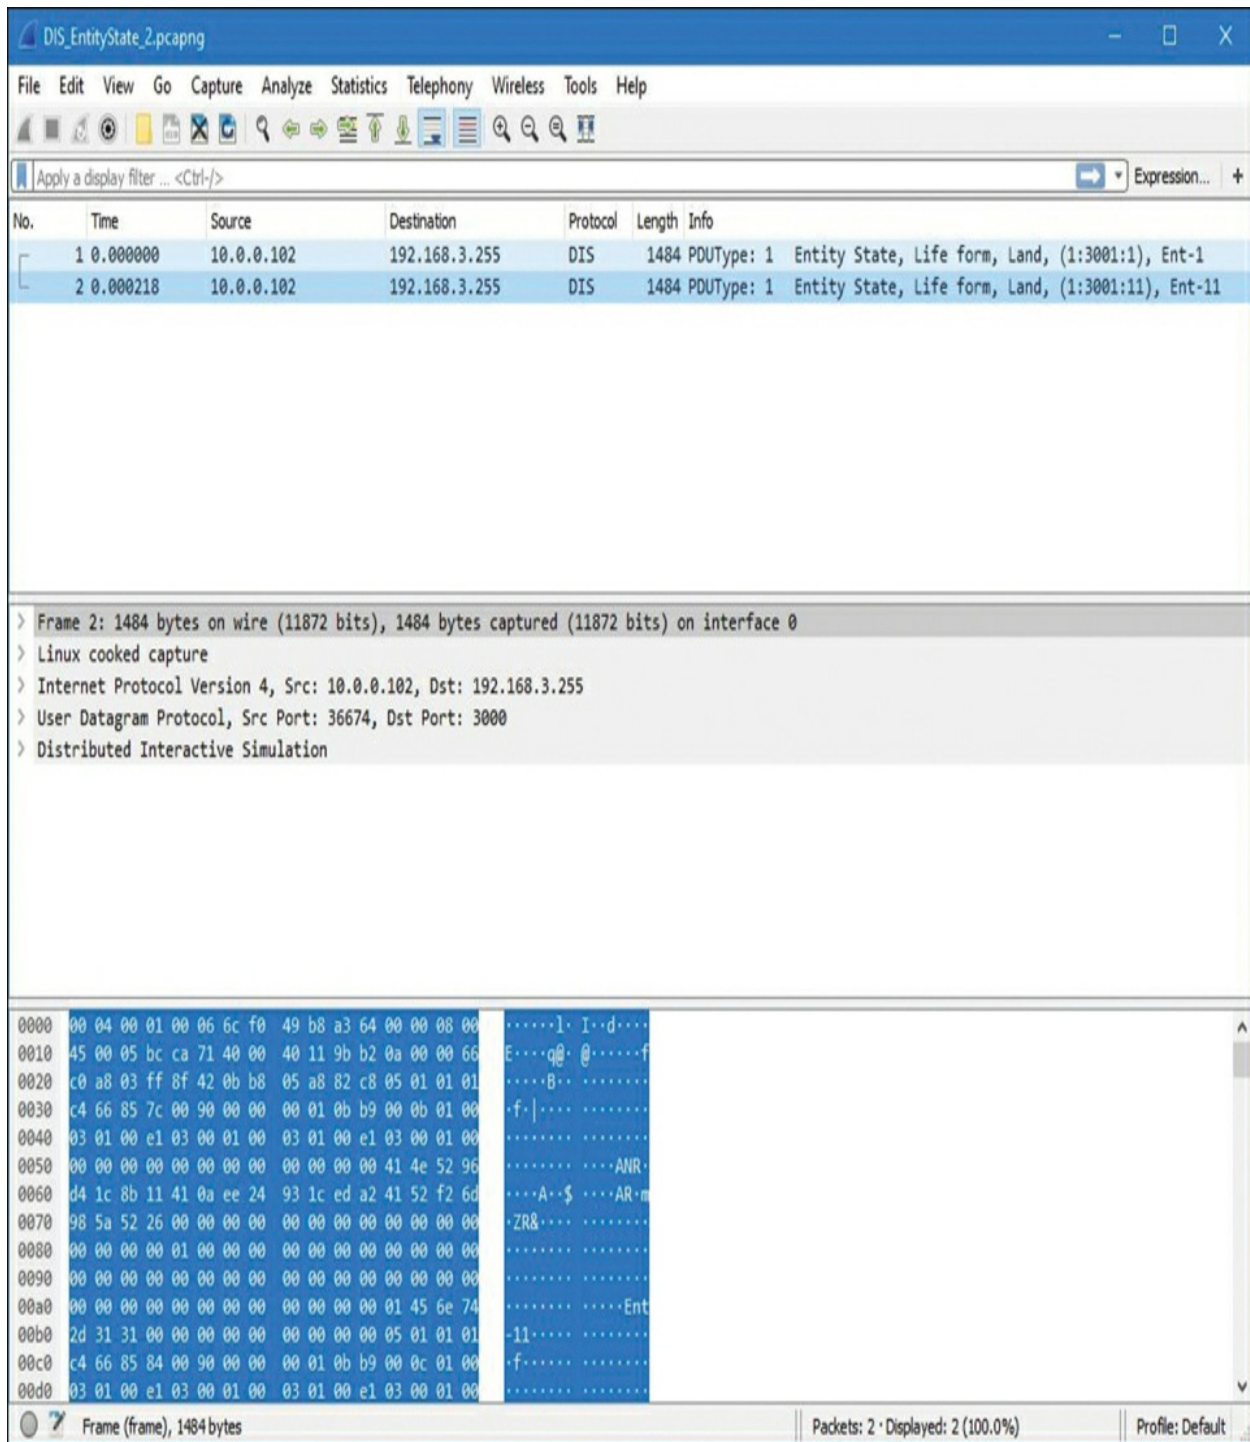 DIS_EntityState_2.pcapng
File Edit View Go Capture Analyze Statistics Telephony Wireless Tools Help
Apply a display filter ... <Ctrl-/> Expression... +
No. Time Source Destination Protocol Length Info
1 0.000000 10.0.0.102 192.168.3.255 DIS 1484 PDUType: 1 Entity State, Life form, Land, (1:3001:1), Ent-1
2 0.000218 10.0.0.102 192.168.3.255 DIS 1484 PDUType: 1 Entity State, Life form, Land, (1:3001:11), Ent-11
> Frame 2: 1484 bytes on wire (11872 bits), 1484 bytes captured (11872 bits) on interface 0
> Linux cooked capture
> Internet Protocol Version 4, Src: 10.0.0.102, Dst: 192.168.3.255
> User Datagram Protocol, Src Port: 36674, Dst Port: 3000
> Distributed Interactive Simulation
0000 00 04 00 01 00 06 6c f0 49 b8 a3 64 00 00 08 00 ······l· I··d····
0010 45 00 05 bc ca 71 40 00 40 11 9b b2 0a 00 00 66 E····q@· @······f
0020 c0 a8 03 ff 8f 42 0b b8 05 a8 82 c8 05 01 01 01 ·····B·· ········
0030 c4 66 85 7c 00 90 00 00 00 01 0b b9 00 0b 01 00 ·f·|···· ········
0040 03 01 00 e1 03 00 01 00 03 01 00 e1 03 00 01 00 ········ ········
0050 00 00 00 00 00 00 00 00 00 00 00 00 41 4e 52 96 ········ ····ANR·
0060 d4 1c 8b 11 41 0a ee 24 93 1c ed a2 41 52 f2 6d ····A··$ ····AR·m
0070 98 5a 52 26 00 00 00 00 00 00 00 00 00 00 00 00 ·ZR&···· ········
0080 00 00 00 00 01 00 00 00 00 00 00 00 00 00 00 00 ········ ········
0090 00 00 00 00 00 00 00 00 00 00 00 00 00 00 00 00 ········ ········
00a0 00 00 00 00 00 00 00 00 00 00 00 00 01 45 6e 74 ········ ·····Ent
00b0 2d 31 31 00 00 00 00 00 00 00 00 00 05 01 01 01 -11····· ········
00c0 c4 66 85 84 00 90 00 00 00 01 0b b9 00 0c 01 00 ·f······ ········
00d0 03 01 00 e1 03 00 01 00 03 01 00 e1 03 00 01 00 ········ ········
Frame (frame), 1484 bytes Packets: 2 · Displayed: 2 (100.0%) Profile: Default